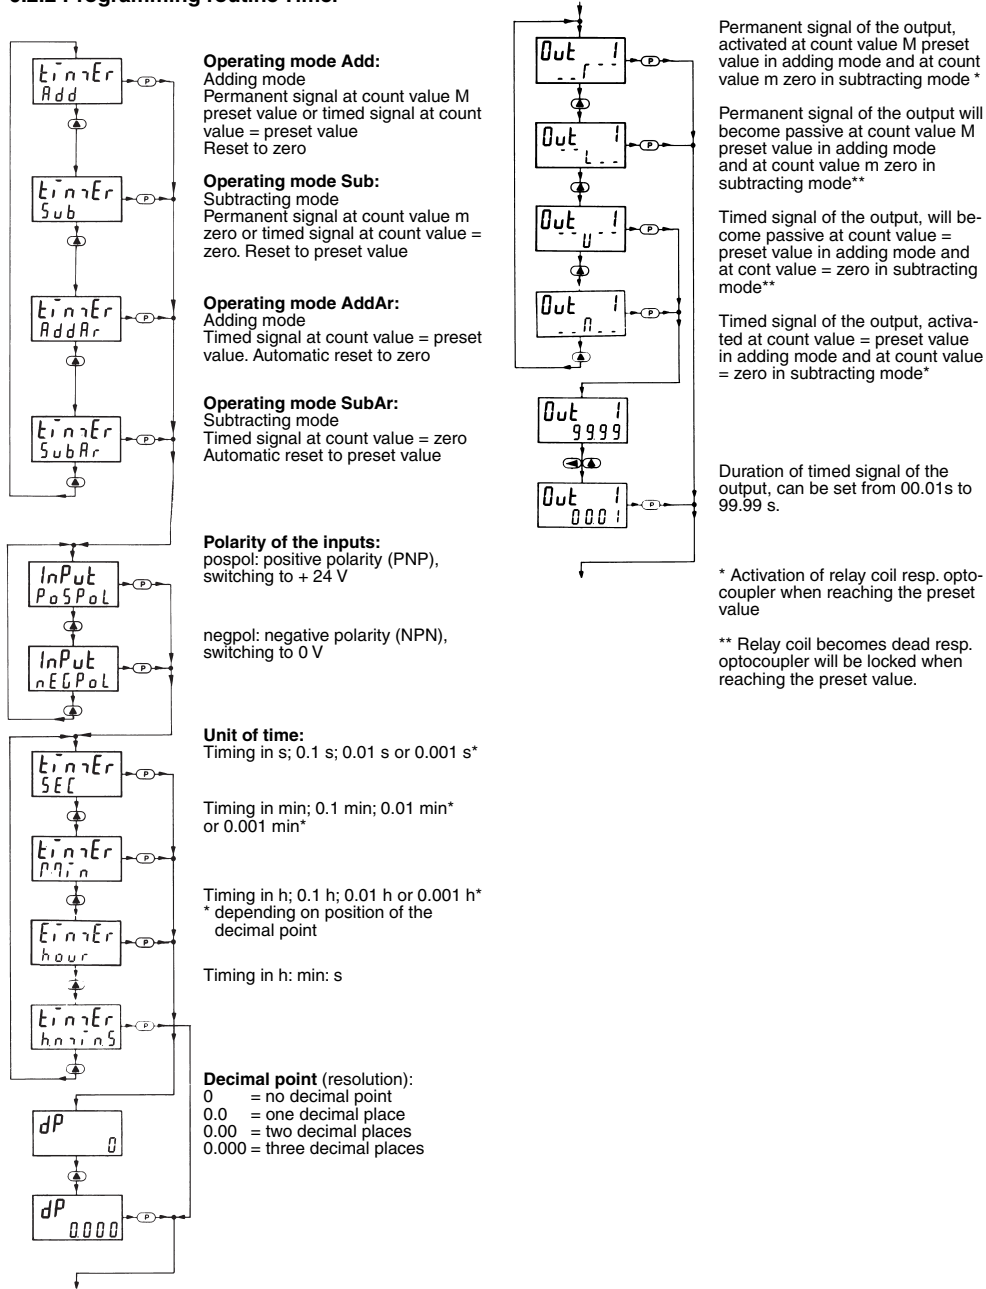 Add
P
Operating mode Add:
Adding mode
Permanent signal at count value M
preset value or timed signal at count
value = preset value
Reset to zero
Sub
P
Operating mode Sub:
Subtracting mode
Permanent signal at count value m
zero or timed signal at count value =
zero. Reset to preset value
AddAr
P
Operating mode AddAr:
Adding mode
Timed signal at count value = preset
value. Automatic reset to zero
SubAr
P
Operating mode SubAr:
Subtracting mode
Timed signal at count value = zero
Automatic reset to preset value
InPut
PoSPoL
P
Polarity of the inputs:
pospol: positive polarity (PNP),
switching to + 24 V
InPut
nEGPoL
P
negpol: negative polarity (NPN),
switching to 0 V
SEC
P
Unit of time:
Timing in s; 0.1 s; 0.01 s or 0.001 s*
P
Timing in min; 0.1 min; 0.01 min*
or 0.001 min*
hour
P
Timing in h; 0.1 h; 0.01 h or 0.001 h*
* depending on position of the
decimal point
P
Timing in h: min: s
Decimal point (resolution):
0 = no decimal point
0.0 = one decimal place
0.00 = two decimal places
0.000 = three decimal places
dP
0
dP
0.000
P
Out 1
P
Permanent signal of the output,
activated at count value M preset
value in adding mode and at count
value m zero in subtracting mode *
Out 1
P
Permanent signal of the output will
become passive at count value M
preset value in adding mode
and at count value m zero in
subtracting mode**
Out 1
P
Timed signal of the output, will be-
come passive at count value =
preset value in adding mode and
at cont value = zero in subtracting
mode**
Out 1
P
Timed signal of the output, activa-
ted at count value = preset value
in adding mode and at count value
= zero in subtracting mode*
Out 1
99.99
Out 1
00.01
P
Duration of timed signal of the
output, can be set from 00.01s to
99.99 s.
* Activation of relay coil resp. opto-
coupler when reaching the preset
value
** Relay coil becomes dead resp.
optocoupler will be locked when
reaching the preset value.